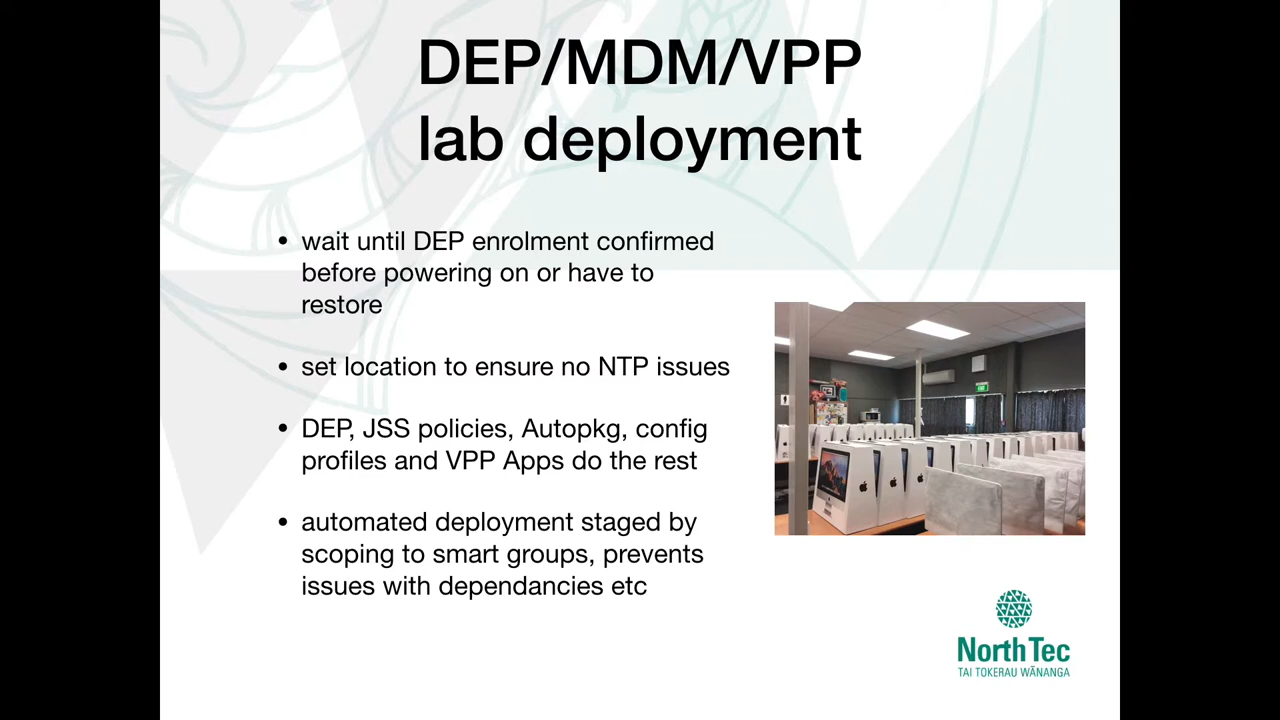 DEP/MDM/VPP
lab deployment
• wait until DEP enrolment confirmed
before powering on or have to
restore
• set location to ensure no NTP issues
• DEP, JSS policies, Autopkg, config
profiles and VPP Apps do the rest
• automated deployment staged by
scoping to smart groups, prevents
issues with dependancies etc
NorthTec
TAI TOKERAU WĀNANGA